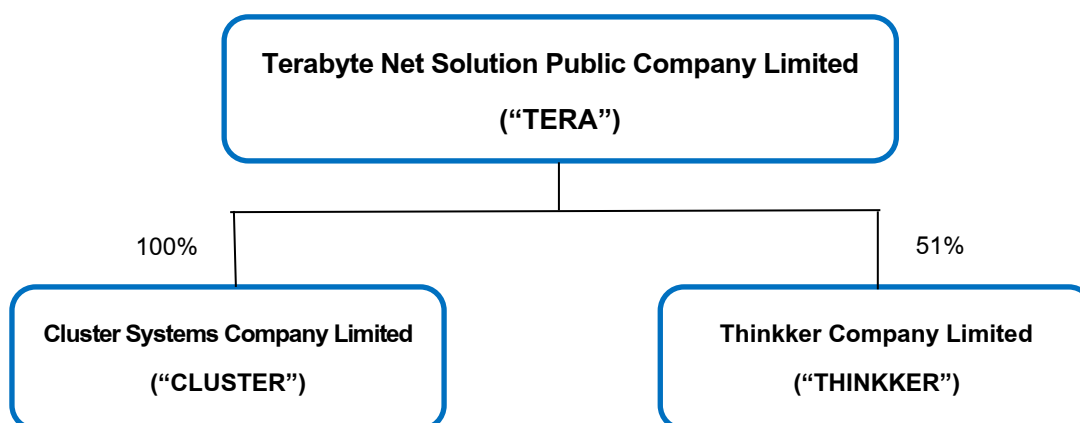 Terabyte Net Solution Public Company Limited
(“TERA”)
100%
51%
Cluster Systems Company Limited
(“CLUSTER”)
Thinkker Company Limited
(“THINKKER”)